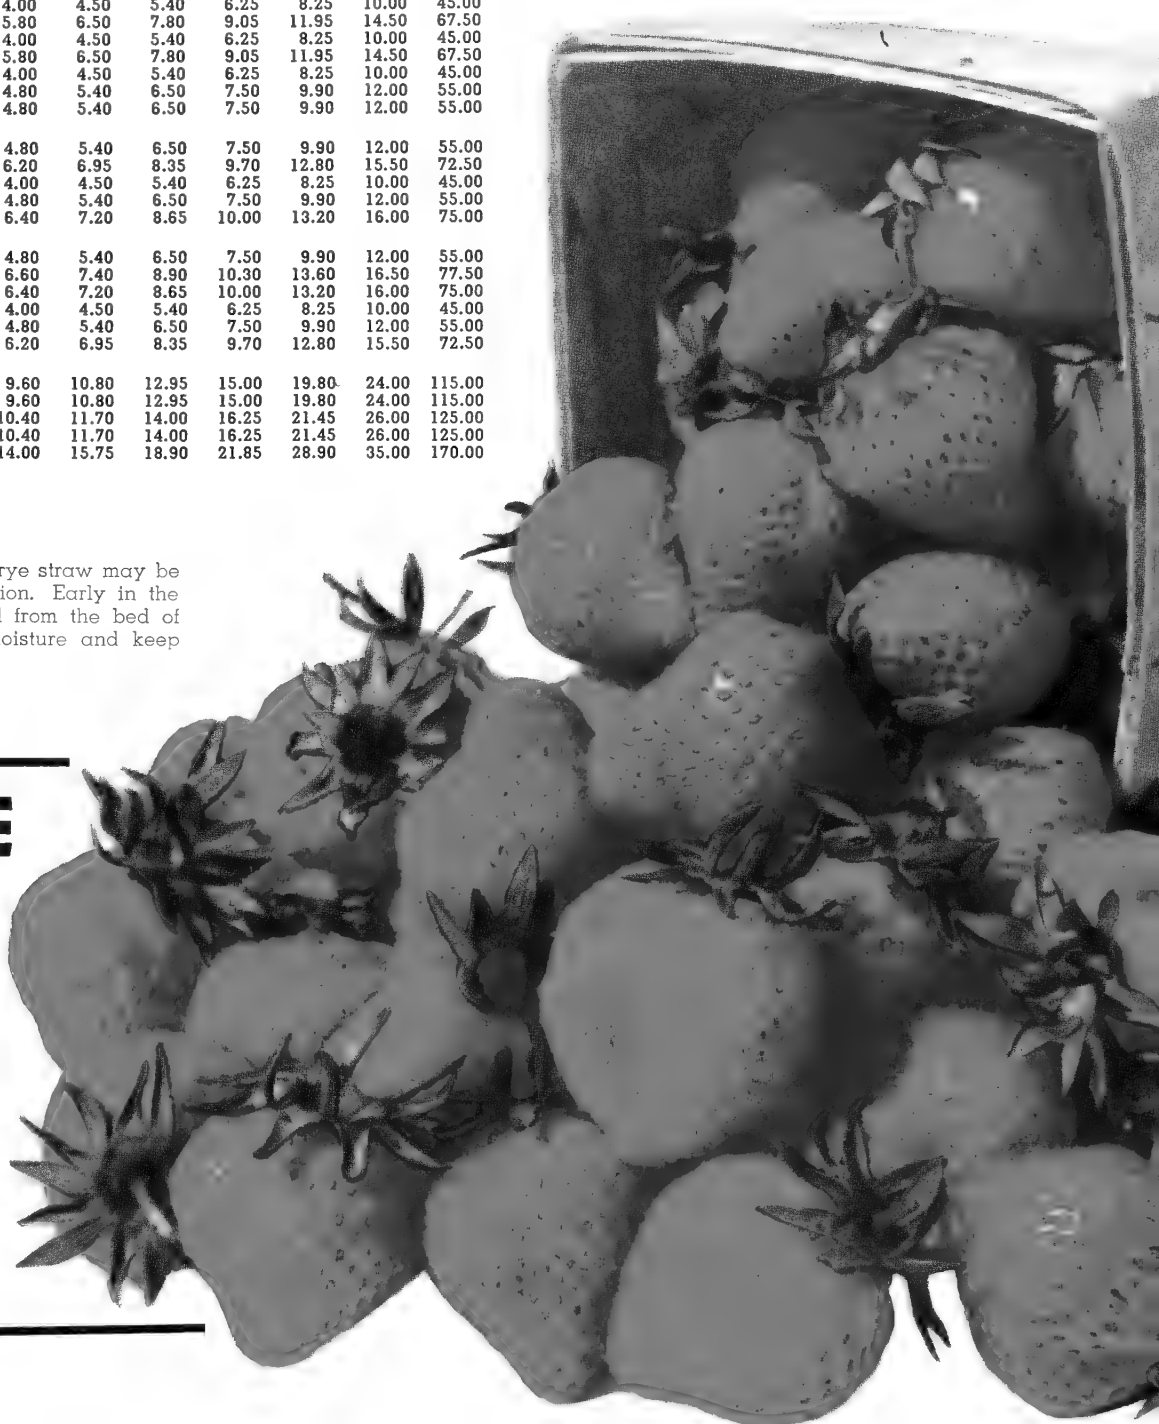 4.00 4.50 5.40 6.25 8.25 10.00 45.00
5.80 6.50 7.80 9.05 11.95 14.50 67.50
4.00 4.50 5.40 6.25 8.25 10.00 45.00
5.80 6.50 7.80 9.05 11.95 14.50 67.50
4.00 4.50 5.40 6.25 8.25 10.00 45.00
4.80 5.40 6.50 7.50 9.90 12.00 55.00
4.80 5.40 6.50 7.50 9.90 12.00 55.00
4.80 5.40 6.50 7.50 9.90 12.00 55.00
6.20 6.95 8.35 9.70 12.80 15.50 72.50
4.00 4.50 5.40 6.25 8.25 10.00 45.00
4.80 5.40 6.50 7.50 9.90 12.00 55.00
6.40 7.20 8.65 10.00 13.20 16.00 75.00
4.80 5.40 6.50 7.50 9.90 12.00 55.00
6.60 7.40 8.90 10.30 13.60 16.50 77.50
6.40 7.20 8.65 10.00 13.20 16.00 75.00
4.00 4.50 5.40 6.25 8.25 10.00 45.00
4.80 5.40 6.50 7.50 9.90 12.00 55.00
6.20 6.95 8.35 9.70 12.80 15.50 72.50
9.60 10.80 12.95 15.00 19.80 24.00 115.00
9.60 10.80 12.95 15.00 19.80 24.00 115.00
10.40 11.70 14.00 16.25 21.45 26.00 125.00
10.40 11.70 14.00 16.25 21.45 26.00 125.00
14.00 15.75 18.90 21.85 28.90 35.00 170.00
rye straw may be
ion. Early in the
from the bed of
oisture and keep
E